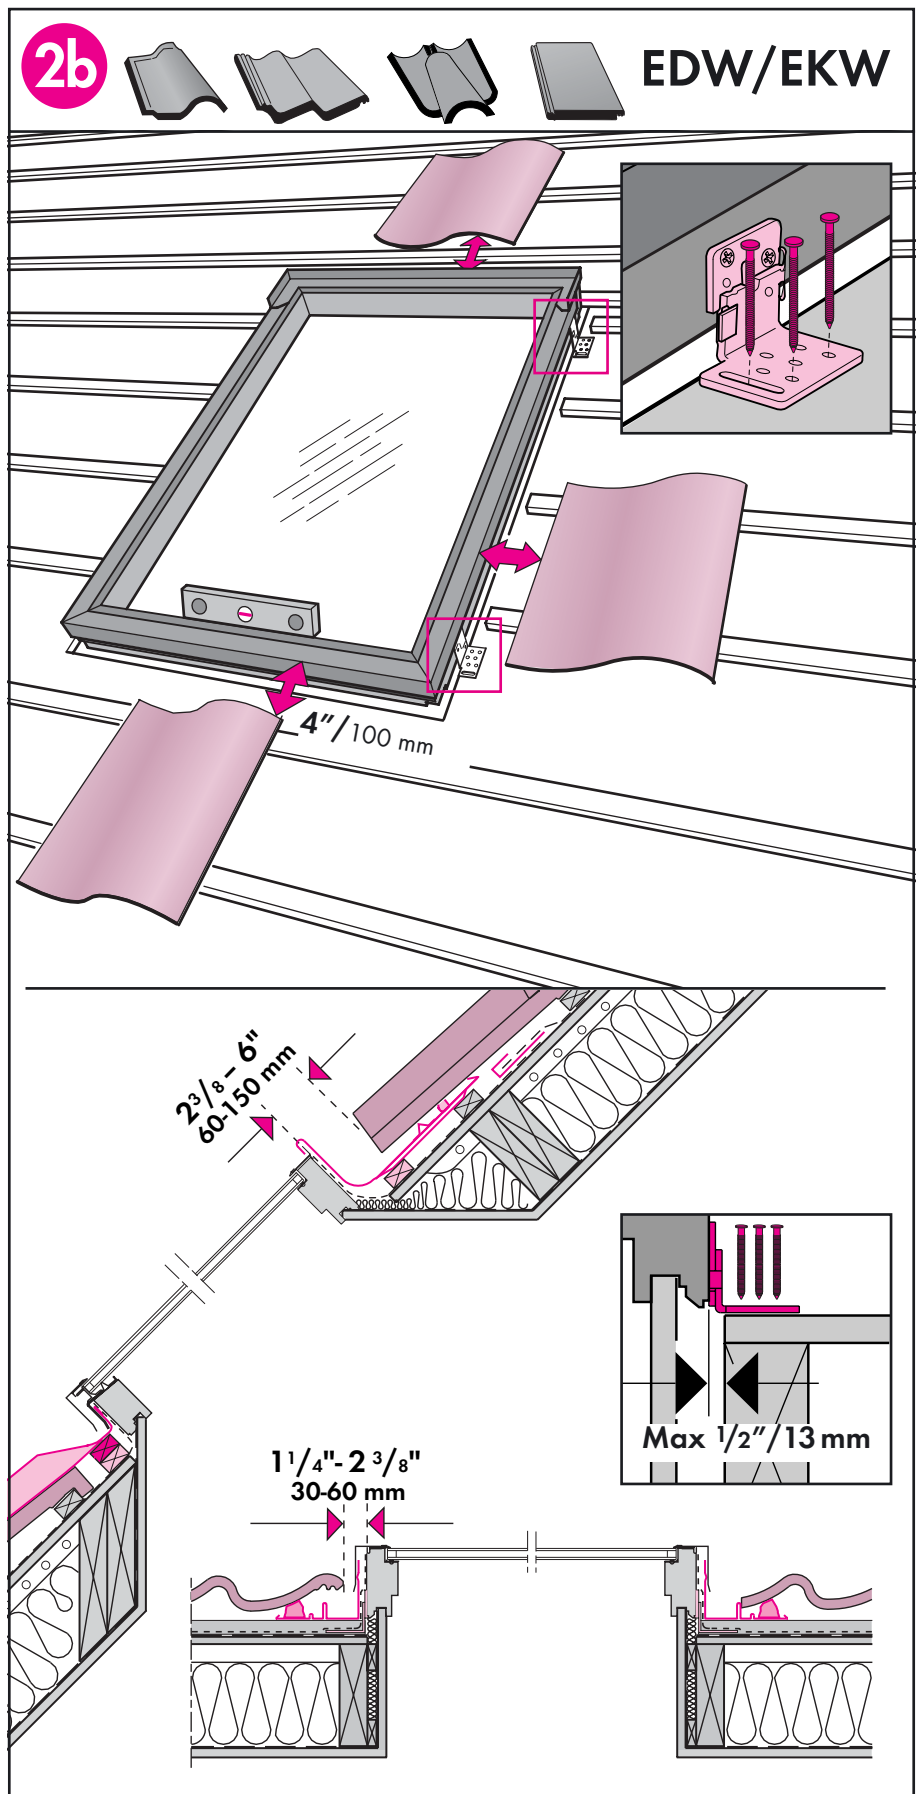 2b
EDW/EKW
4"/100 mm
2 3/8 - 6"
60-150 mm
Max 1/2"/13 mm
1 1/4"- 2 3/8"
30-60 mm